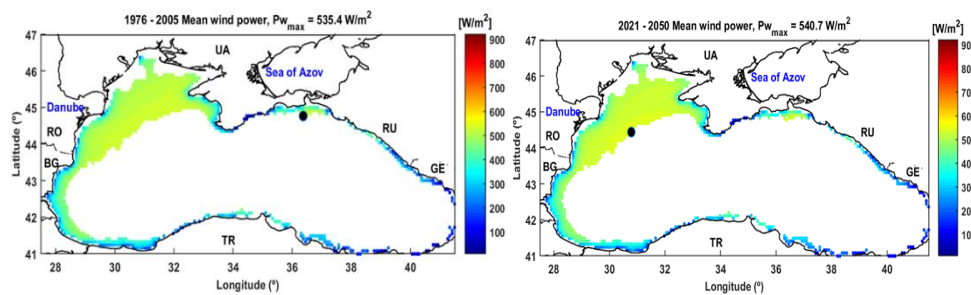 1976 - 2005 Mean wind power, Pw max = 535.4 W/m²
[W/m²]
47
46
45
44
43
42
41
Latitude (º)
UA
Sea of Azov
Danube
RO
BG
RU
GE
TR
28
30
32
34
36
38
40
Longitude (º)
900
800
700
600
500
400
300
200
100
2021 - 2050 Mean wind power, Pw max = 540.7 W/m²
[W/m²]
47
46
45
44
43
42
41
Latitude (º)
UA
Sea of Azov
Danube
RO
BG
RU
GE
TR
28
30
32
34
36
38
40
Longitude (º)
90
80
70
60
50
40
30
20
10